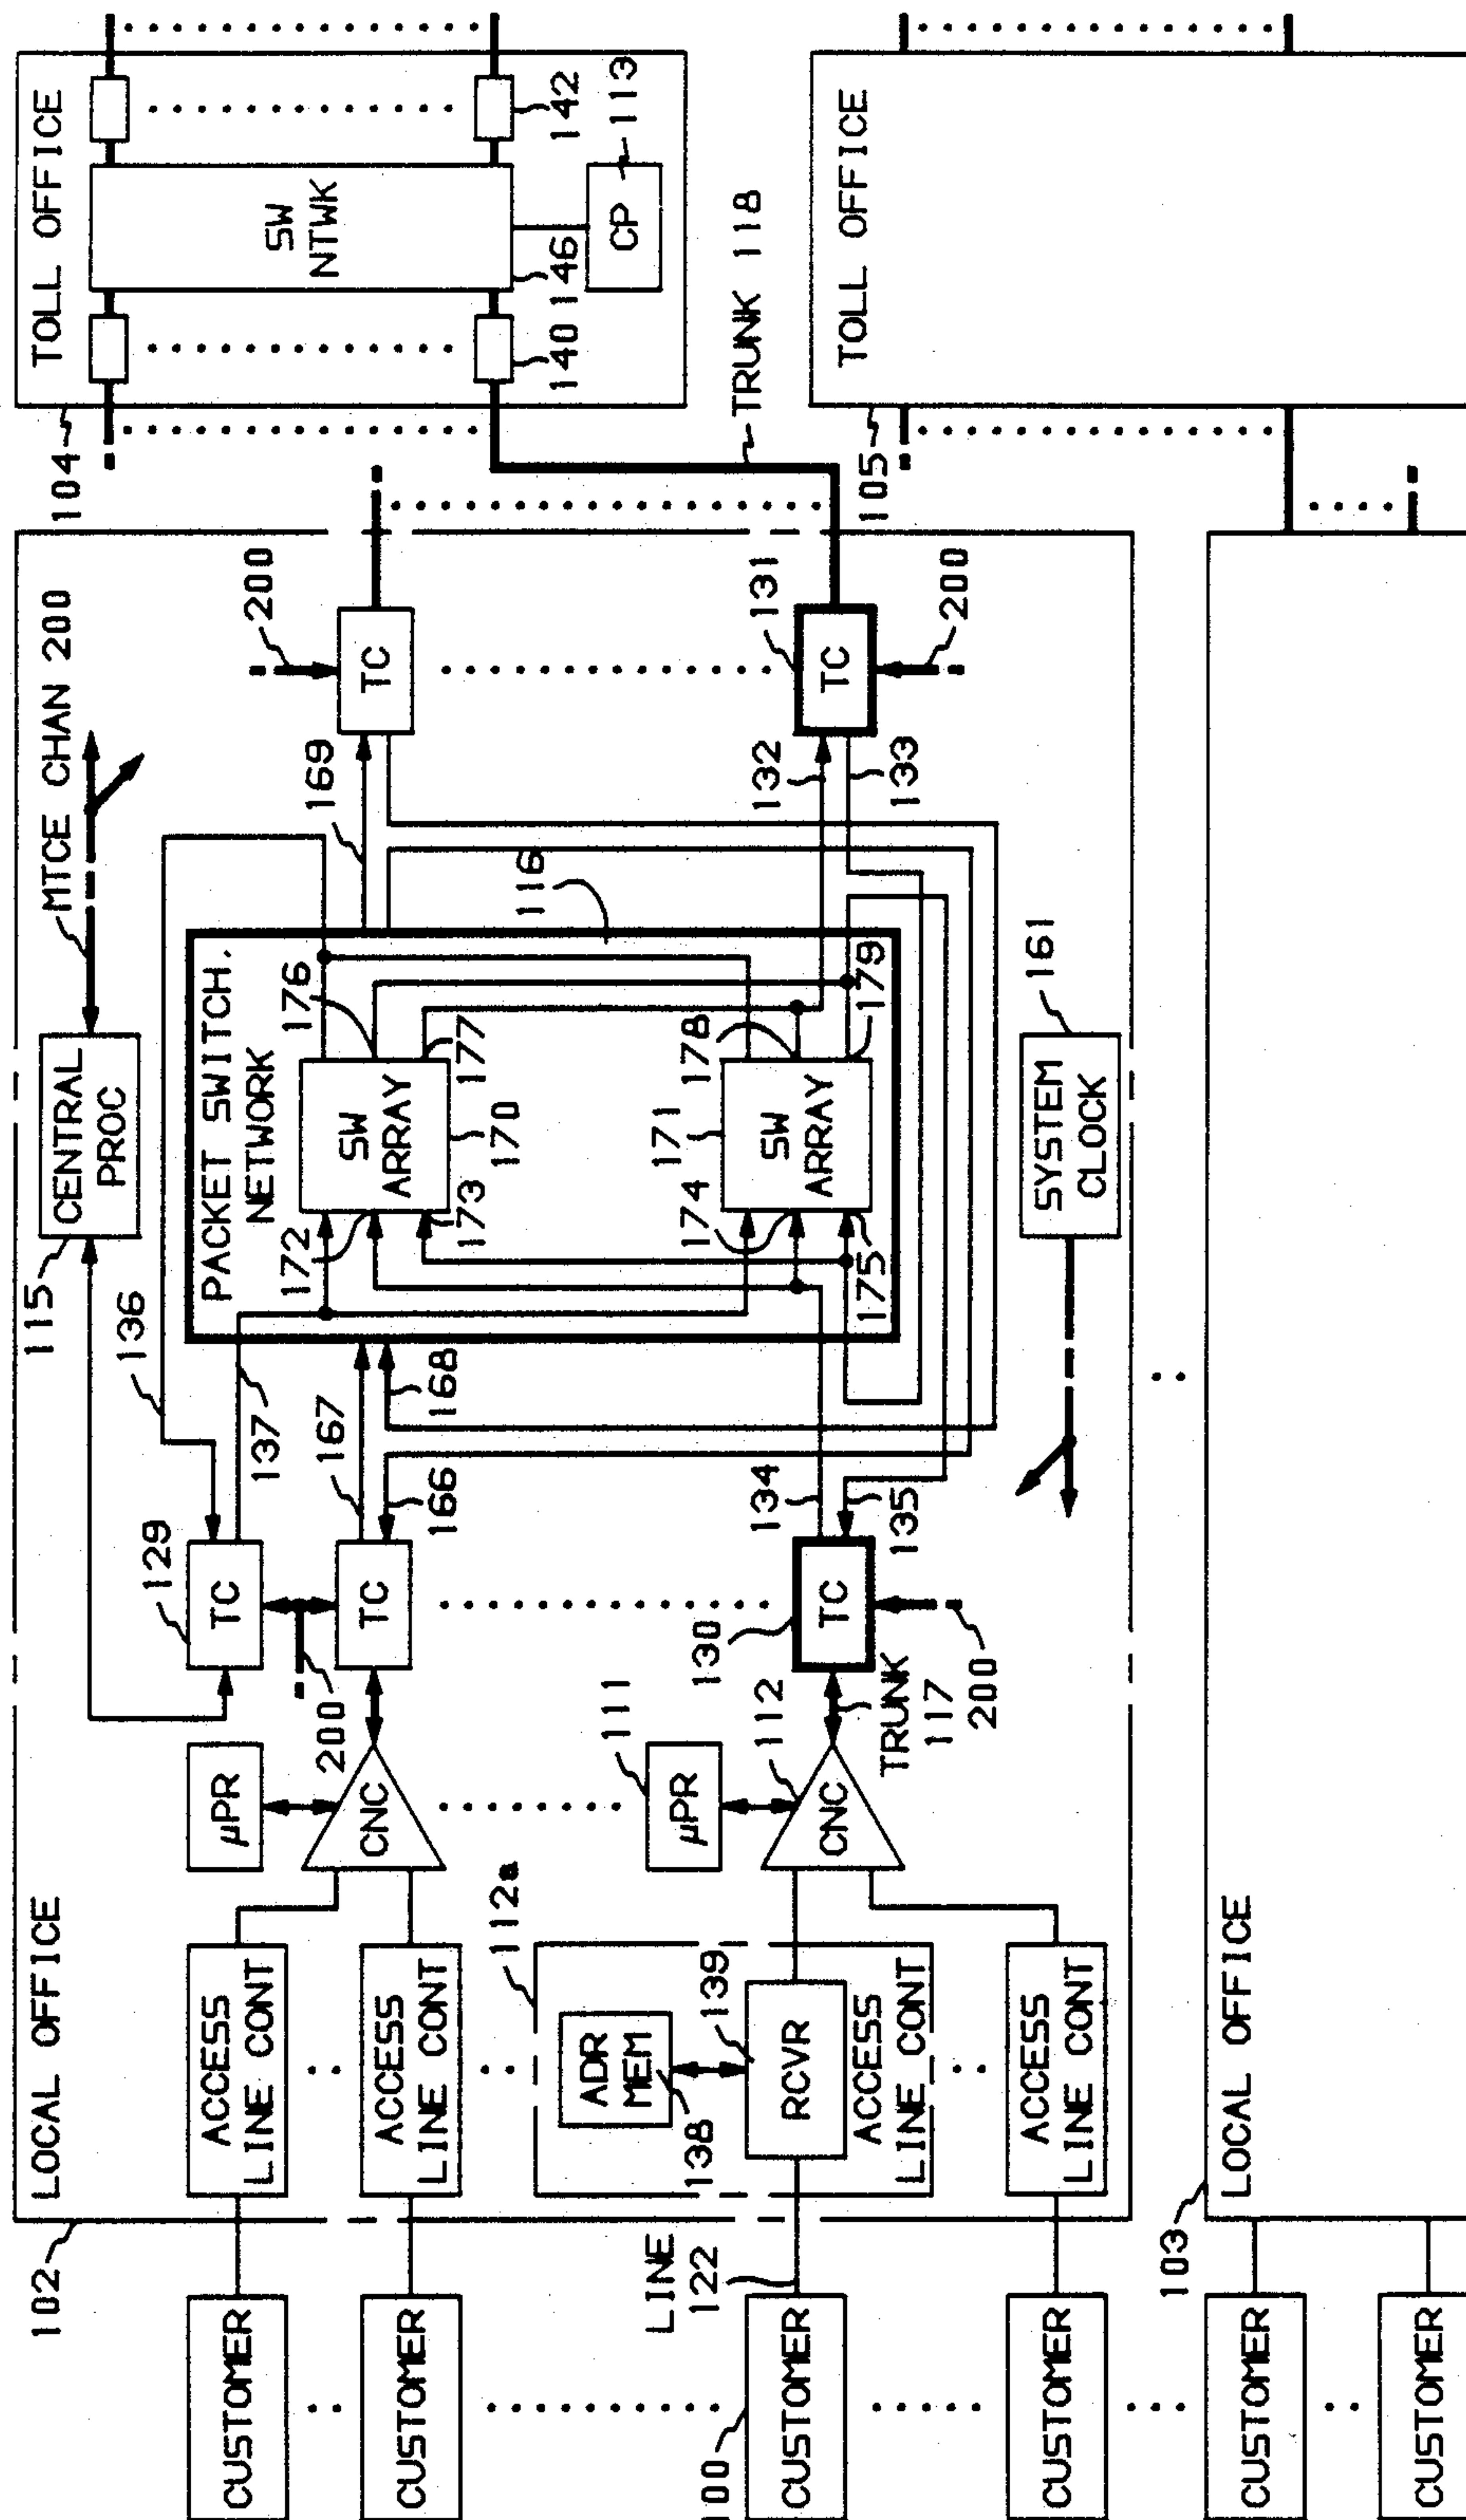 LOCAL OFFICE
102
CUSTOMER
CUSTOMER
100
CUSTOMER
CUSTOMER
LINE
122
ACCESS
LINE CONT
ACCESS
LINE CONT
112a
ADR
MEM
138
139
RCVR
ACCESS
LINE CONT
ACCESS
LINE CONT
µPR
CNC
111
µPR
112
CNC
TRUNK
117
200
200
129
TC
TC
130
TC
115
CENTRAL
PROC
MTCE CHAN 200
136
137
167
168
166
134
135
PACKET SWITCH.
NETWORK
116
172
173
SW
ARRAY
170
176
177
174
175
171
SW
ARRAY
178
179
SYSTEM
CLOCK
161
169
TC
200
132
133
131
TC
200
104
TOLL OFFICE
140
146
SW
NTWK
142
CP
113
TRUNK 118
105
TOLL OFFICE
103
LOCAL OFFICE
CUSTOMER
CUSTOMER